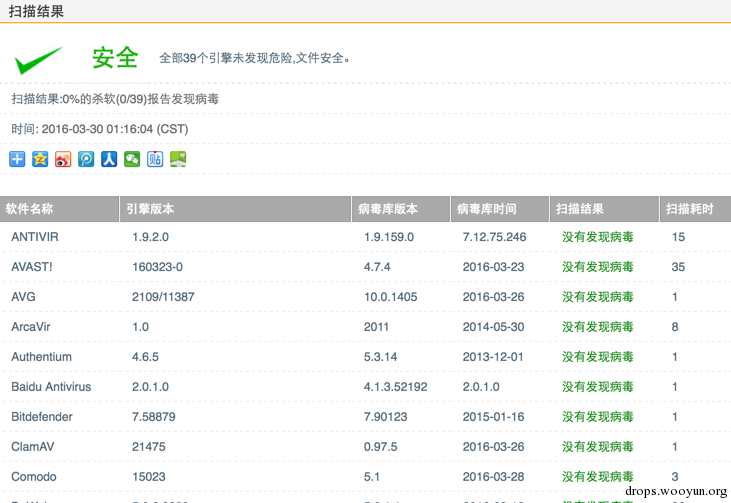 扫描结果
安全 全部39个引擎未发现危险,文件安全。
扫描结果:0%的杀软(0/39)报告发现病毒
时间: 2016-03-30 01:16:04 (CST)
贴
软件名称 引擎版本 病毒库版本 病毒库时间 扫描结果 扫描耗时
ANTIVIR 1.9.2.0 1.9.159.0 7.12.75.246 没有发现病毒 15
AVAST! 160323-0 4.7.4 2016-03-23 没有发现病毒 35
AVG 2109/11387 10.0.1405 2016-03-26 没有发现病毒 1
ArcaVir 1.0 2011 2014-05-30 没有发现病毒 8
Authentium 4.6.5 5.3.14 2013-12-01 没有发现病毒 1
Baidu Antivirus 2.0.1.0 4.1.3.52192 2.0.1.0 没有发现病毒 1
Bitdefender 7.58879 7.90123 2015-01-16 没有发现病毒 1
ClamAV 21475 0.97.5 2016-03-26 没有发现病毒 1
Comodo 15023 5.1 2016-03-28 没有发现病毒 3
drops.wooyun.org